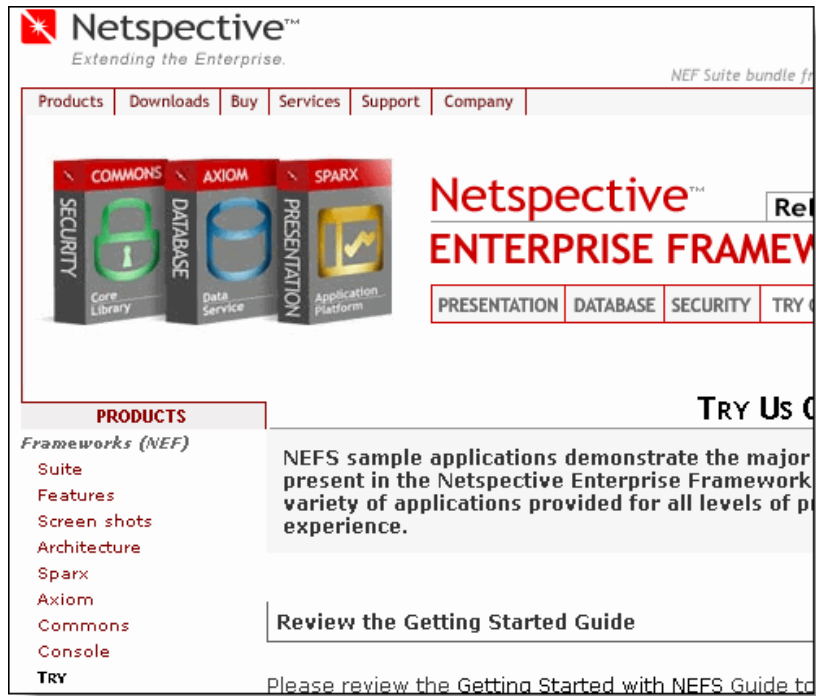 Netspective™
Extending the Enterprise.
NEF Suite bundle
Products Downloads Buy Services Support Company
COMMONS AXIOM SPARX
SECURITY DATABASE PRESENTATION
Core Library
Data Service
Application Platform
Netspective™
ENTERPRISE
PRESENTATION DATABASE SECURITY TRY
PRODUCTS
Frameworks (NEF)
Suite
Features
Screen shots
Architecture
Sparx
Axiom
Commons
Console
TRY
TRY US
NEFS sample applications demonstrate the major
present in the Netspective Enterprise Framework
variety of applications provided for all levels of
experience.
Review the Getting Started Guide
Please review the Getting Started with NEFS Guide to